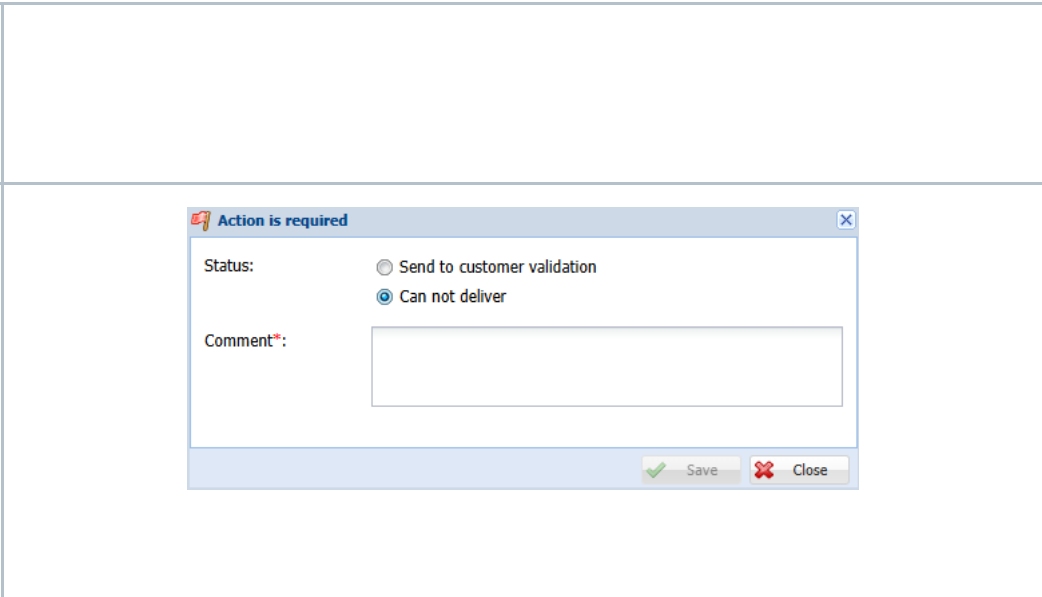 Action is required
Status:
Send to customer validation
Can not deliver
Comment*:
Save
Close